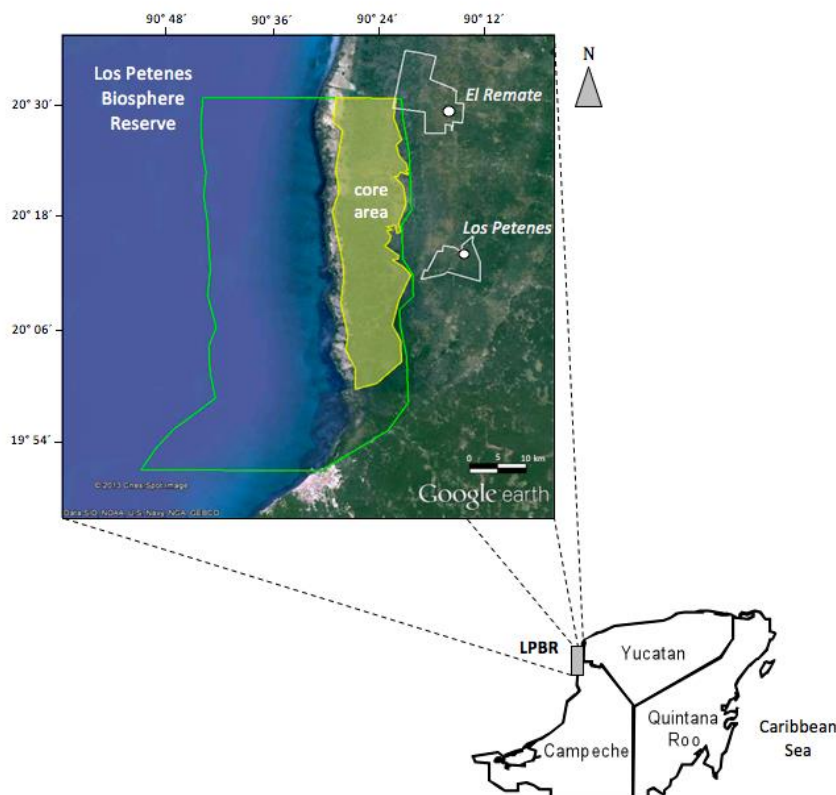 90° 48´ 90° 36´ 90° 24´ 90° 12´
N
Los Petenes
Biosphere
Reserve
El Remate
20° 30´
core
area
20° 18´
Los Petenes
20° 06´
19° 54´
0 5 10 km
© 2013 Cnes/Spot Image
Google earth
Data SIO, NOAA, U.S. Navy, NGA, GEBCO
LPBR
Yucatan
Quintana
Roo
Caribbean
Sea
Campeche